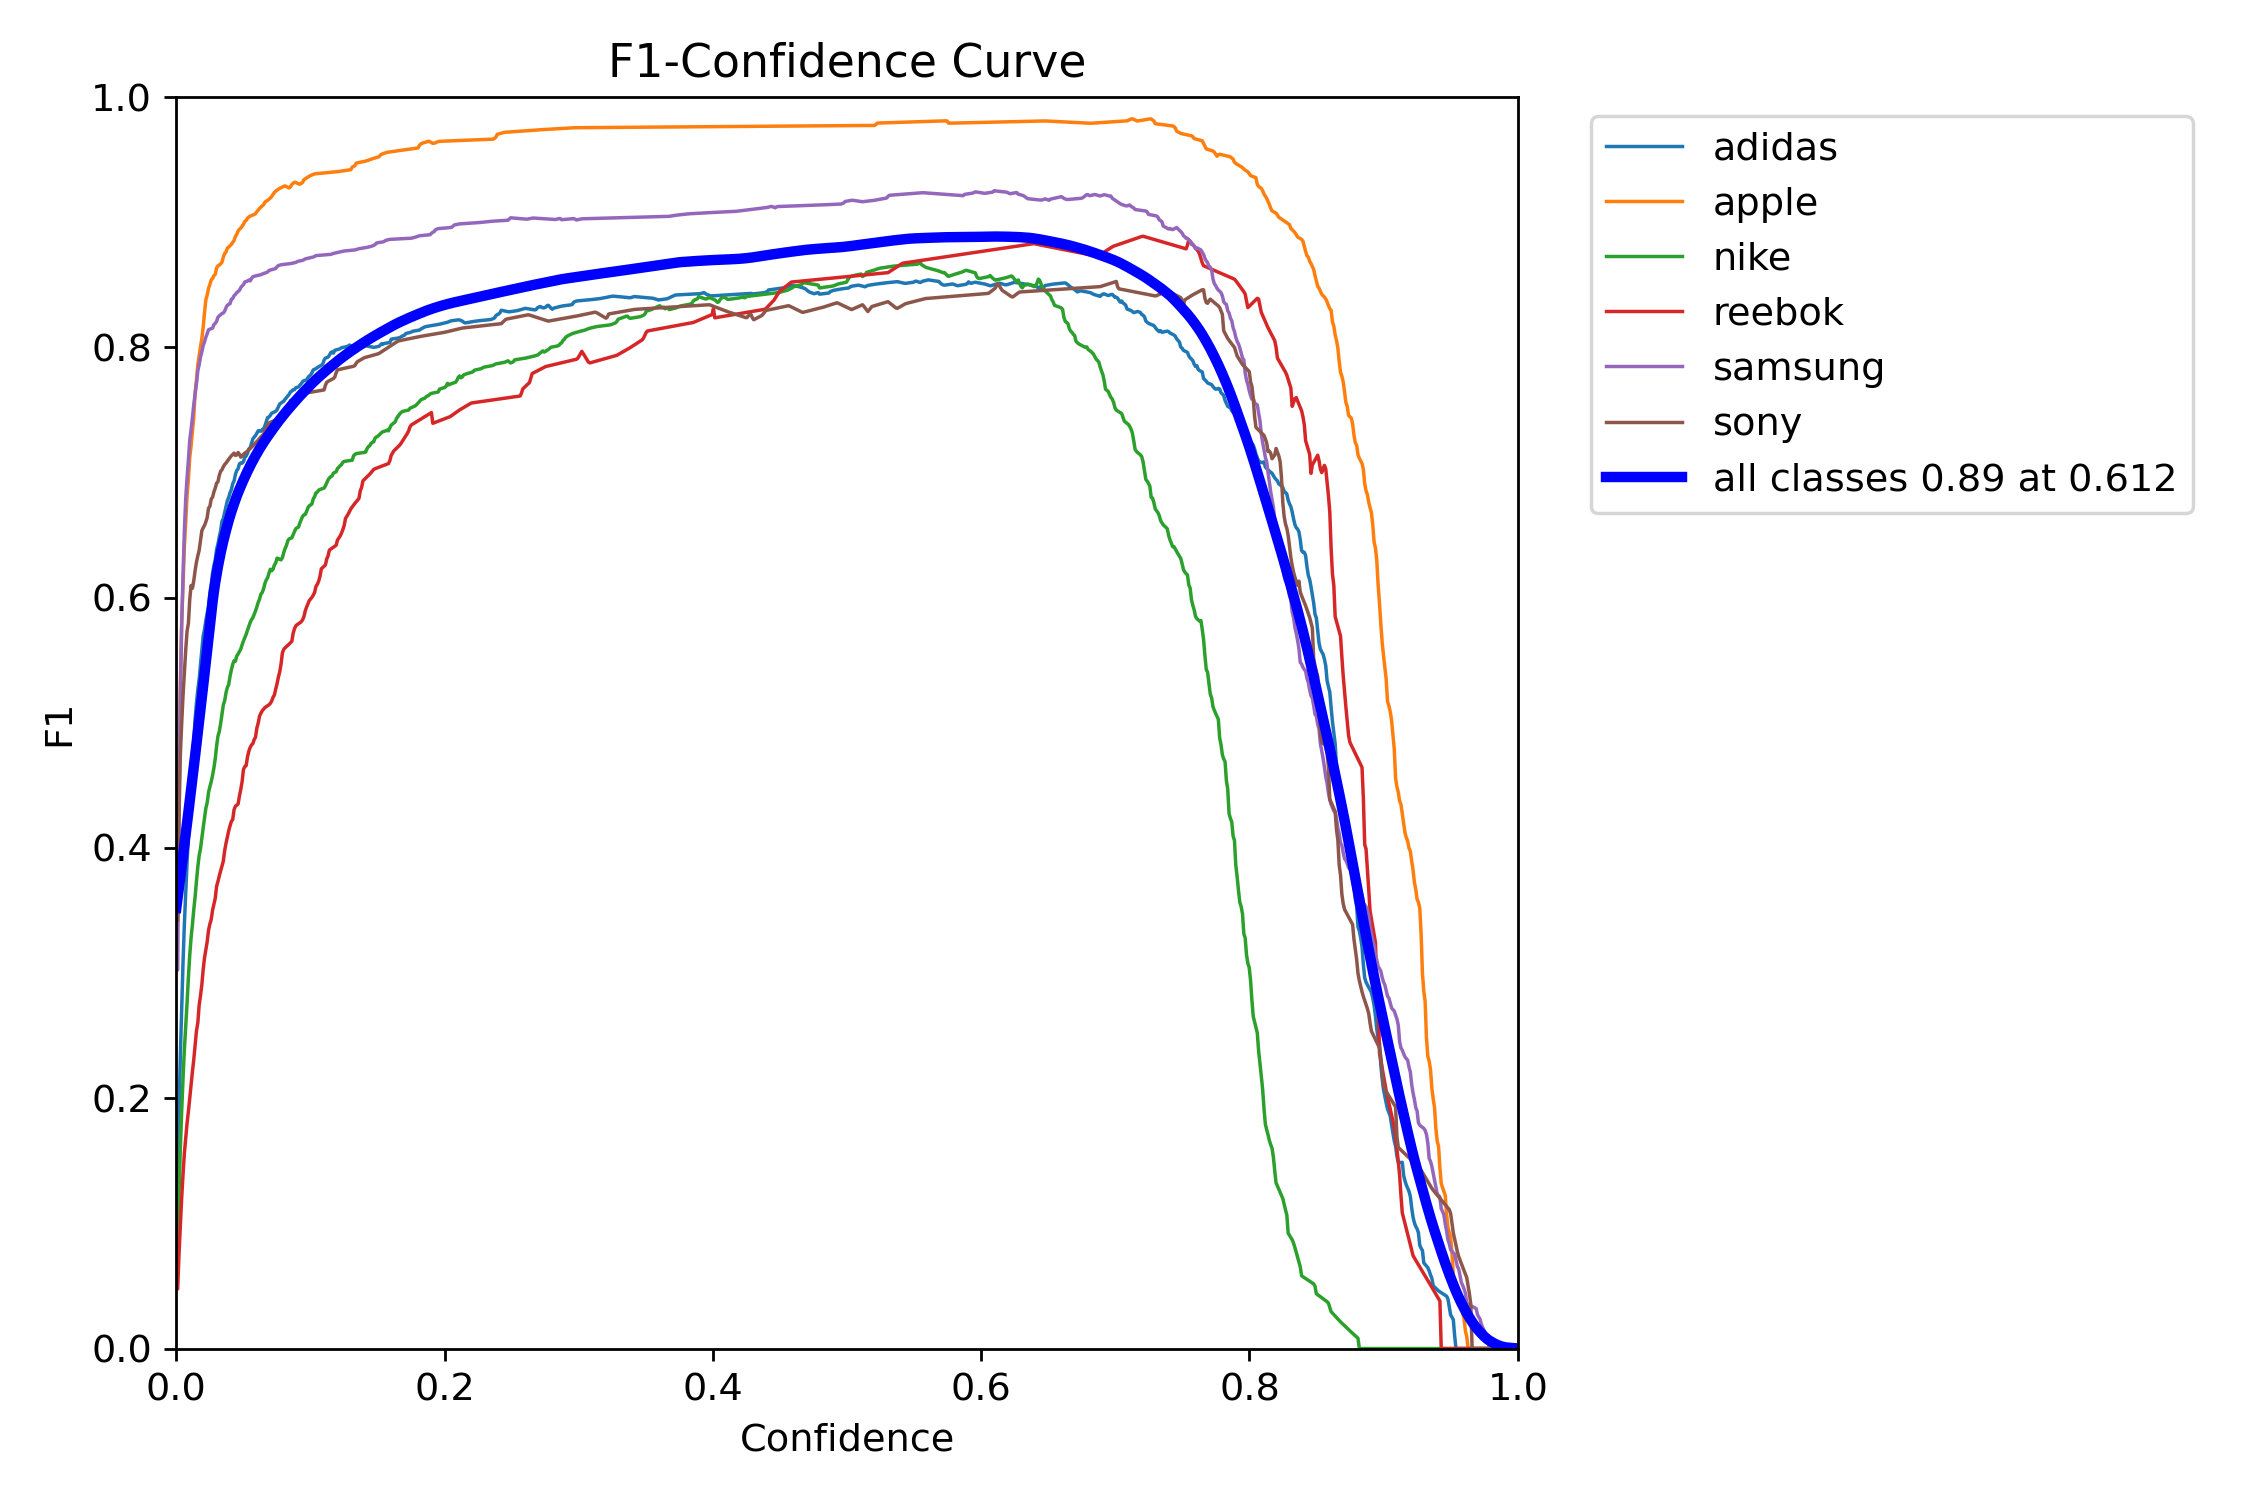 F1-Confidence Curve
1.0
0.8
0.6
0.4
0.2
0.0
F1
0.0 0.2 0.4 0.6 0.8 1.0
Confidence
adidas
apple
nike
reebok
samsung
sony
all classes 0.89 at 0.612